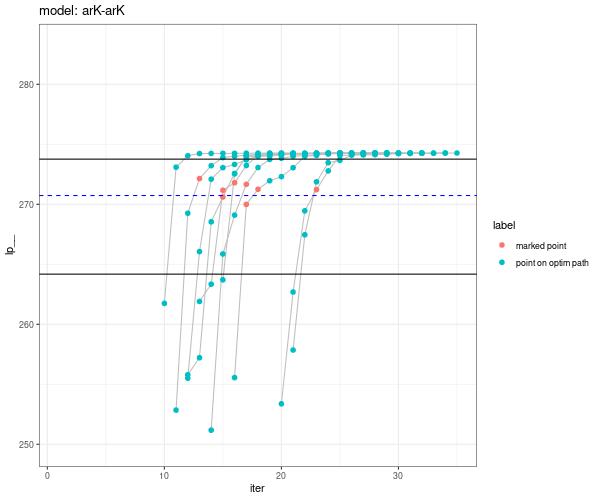 model: arK-arK
280
270
260
250
lp__
0
10
20
30
iter
label
marked point
point on optim path